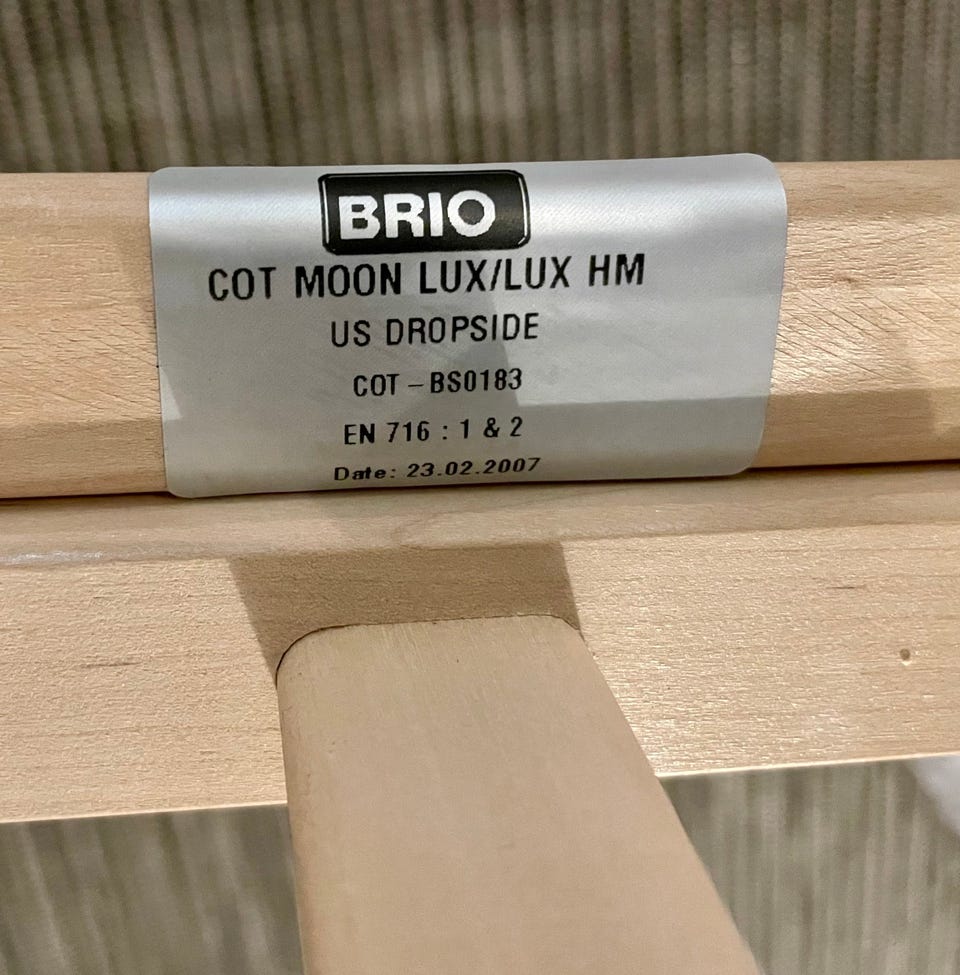 BRIO
COT MOON LUX/LUX HM
US DROPSIDE
COT – BS0183
EN 716 : 1 & 2
Date: 23.02.2007